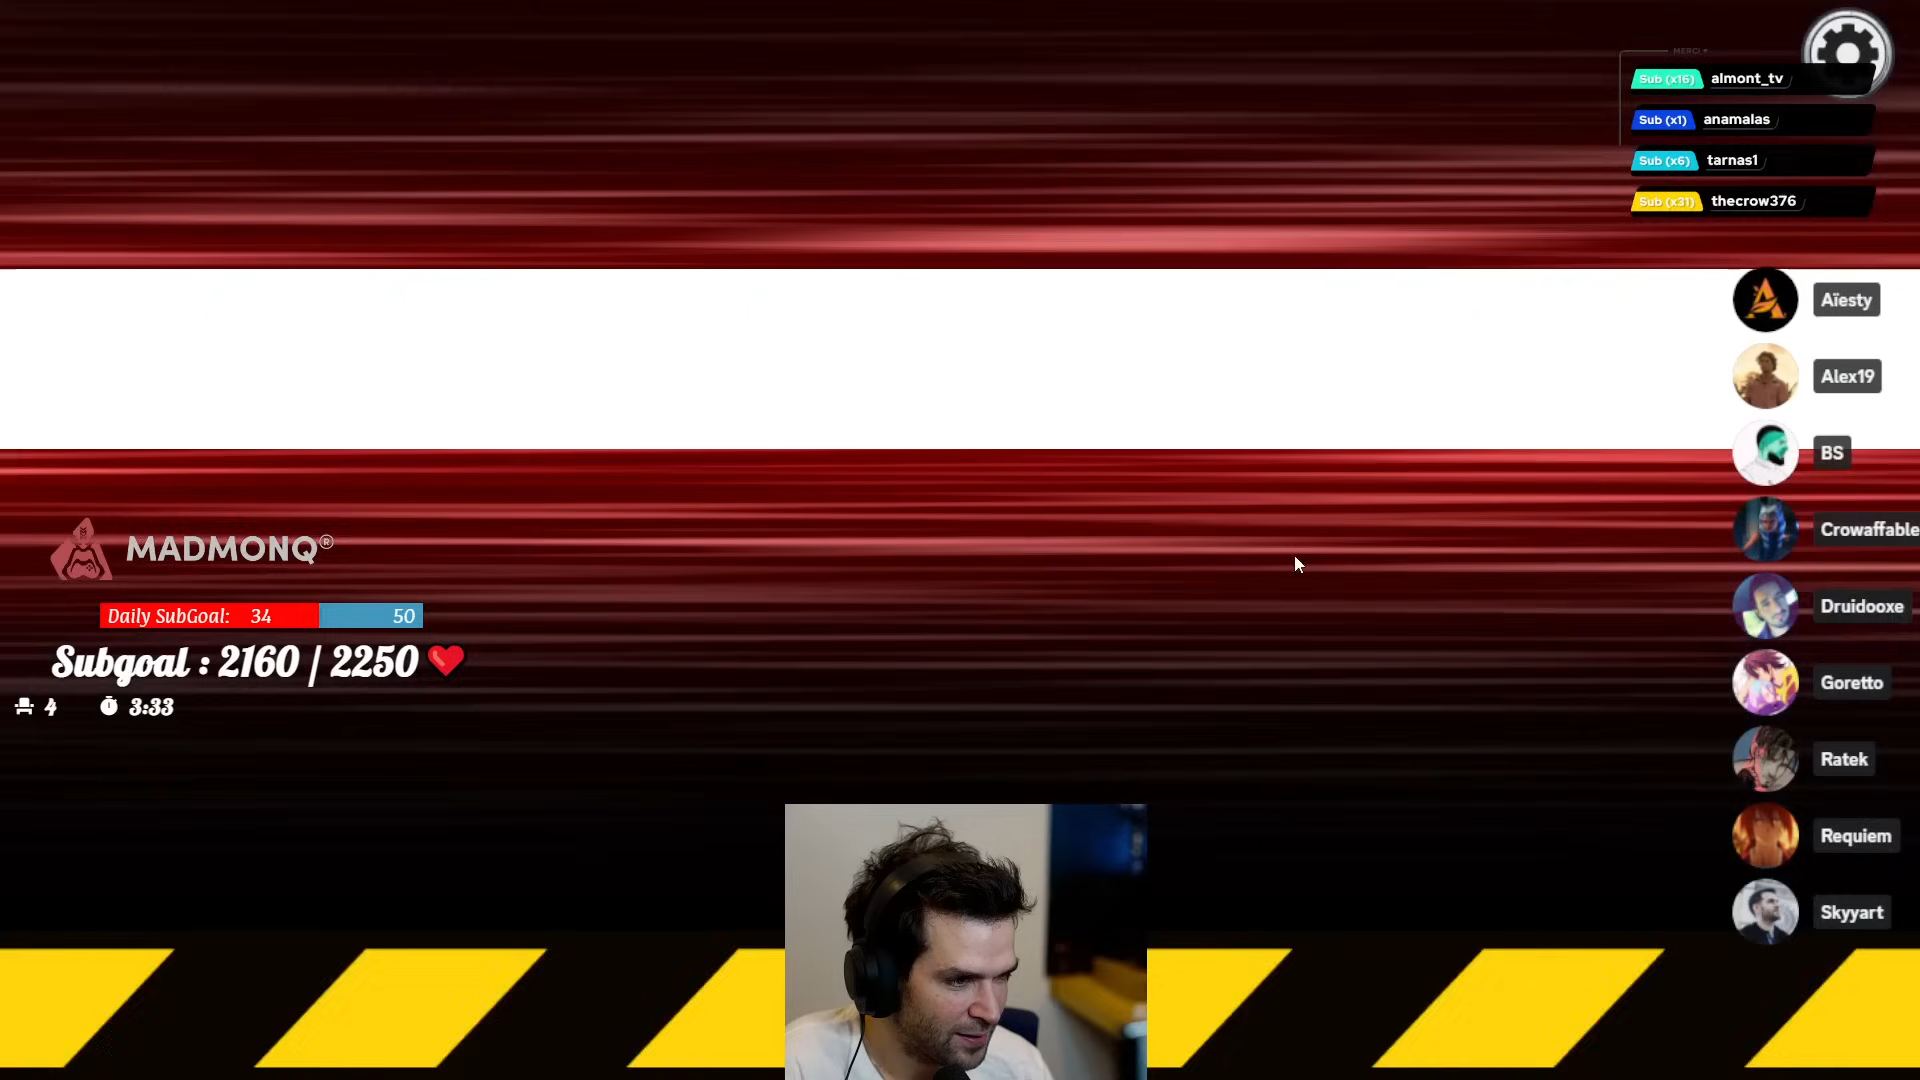 MERCI ♥
Sub (x16) almont_tv
Sub (x1) anamalas
Sub (x6) tarnas1
Sub (x31) thecrow376
Aïesty
Alex19
BS
Crowaffable
Druidooxe
Goretto
Ratek
Requiem
Skyyart
MADMONQ®
Daily SubGoal: 34 50
Subgoal : 2160 / 2250
4 3:33